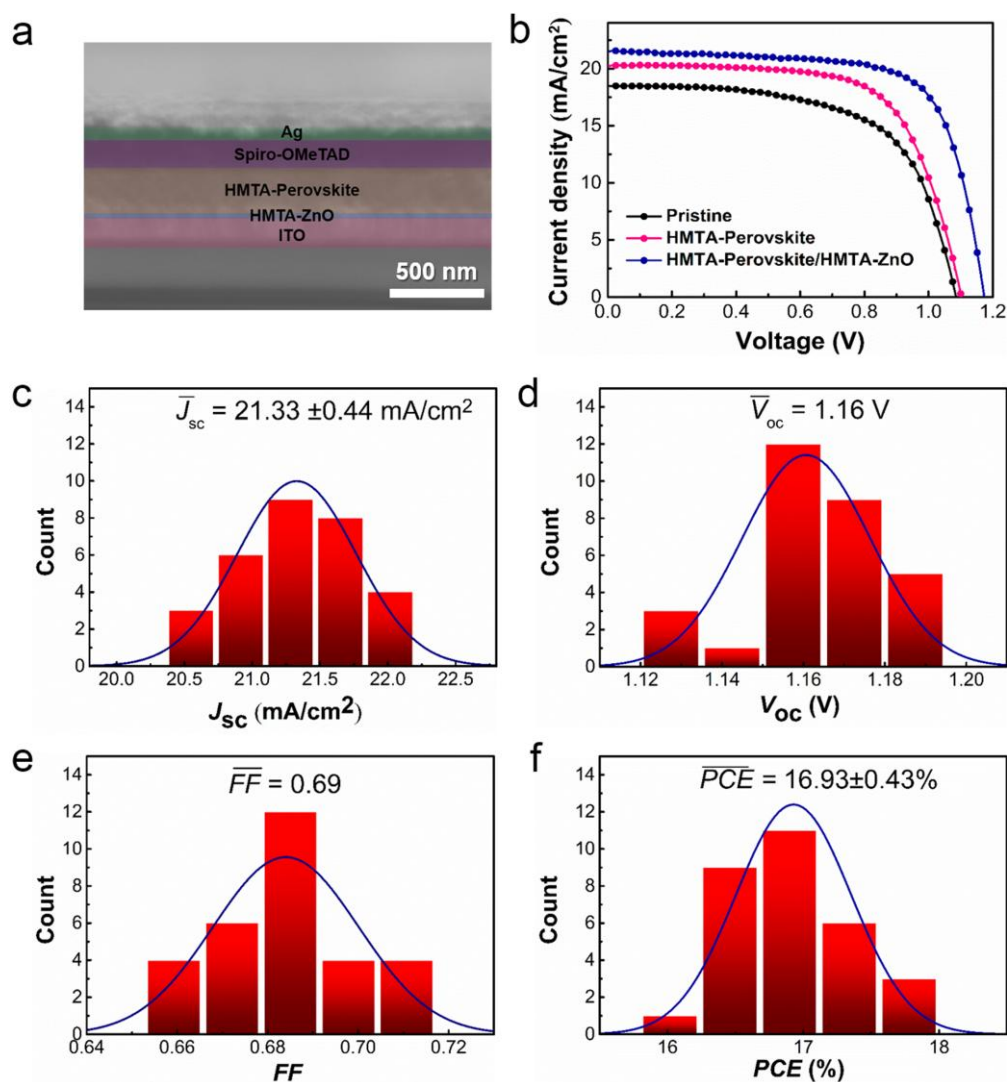 a
Ag
Spiro-OMeTAD
HMTA-Perovskite
HMTA-ZnO
ITO
500 nm
b
Current density (mA/cm²)
20
15
10
5
0
Pristine
HMTA-Perovskite
HMTA-Perovskite/HMTA-ZnO
0.0 0.2 0.4 0.6 0.8 1.0 1.2
Voltage (V)
c
J̅sc = 21.33 ±0.44 mA/cm²
Count
14
12
10
8
6
4
2
0
20.0 20.5 21.0 21.5 22.0 22.5
Jsc (mA/cm²)
d
V̅oc = 1.16 V
Count
14
12
10
8
6
4
2
0
1.12 1.14 1.16 1.18 1.20
Voc (V)
e
F̅F̅ = 0.69
Count
14
12
10
8
6
4
2
0
0.64 0.66 0.68 0.70 0.72
FF
f
P̅C̅E̅ = 16.93±0.43%
Count
14
12
10
8
6
4
2
0
16 17 18
PCE (%)